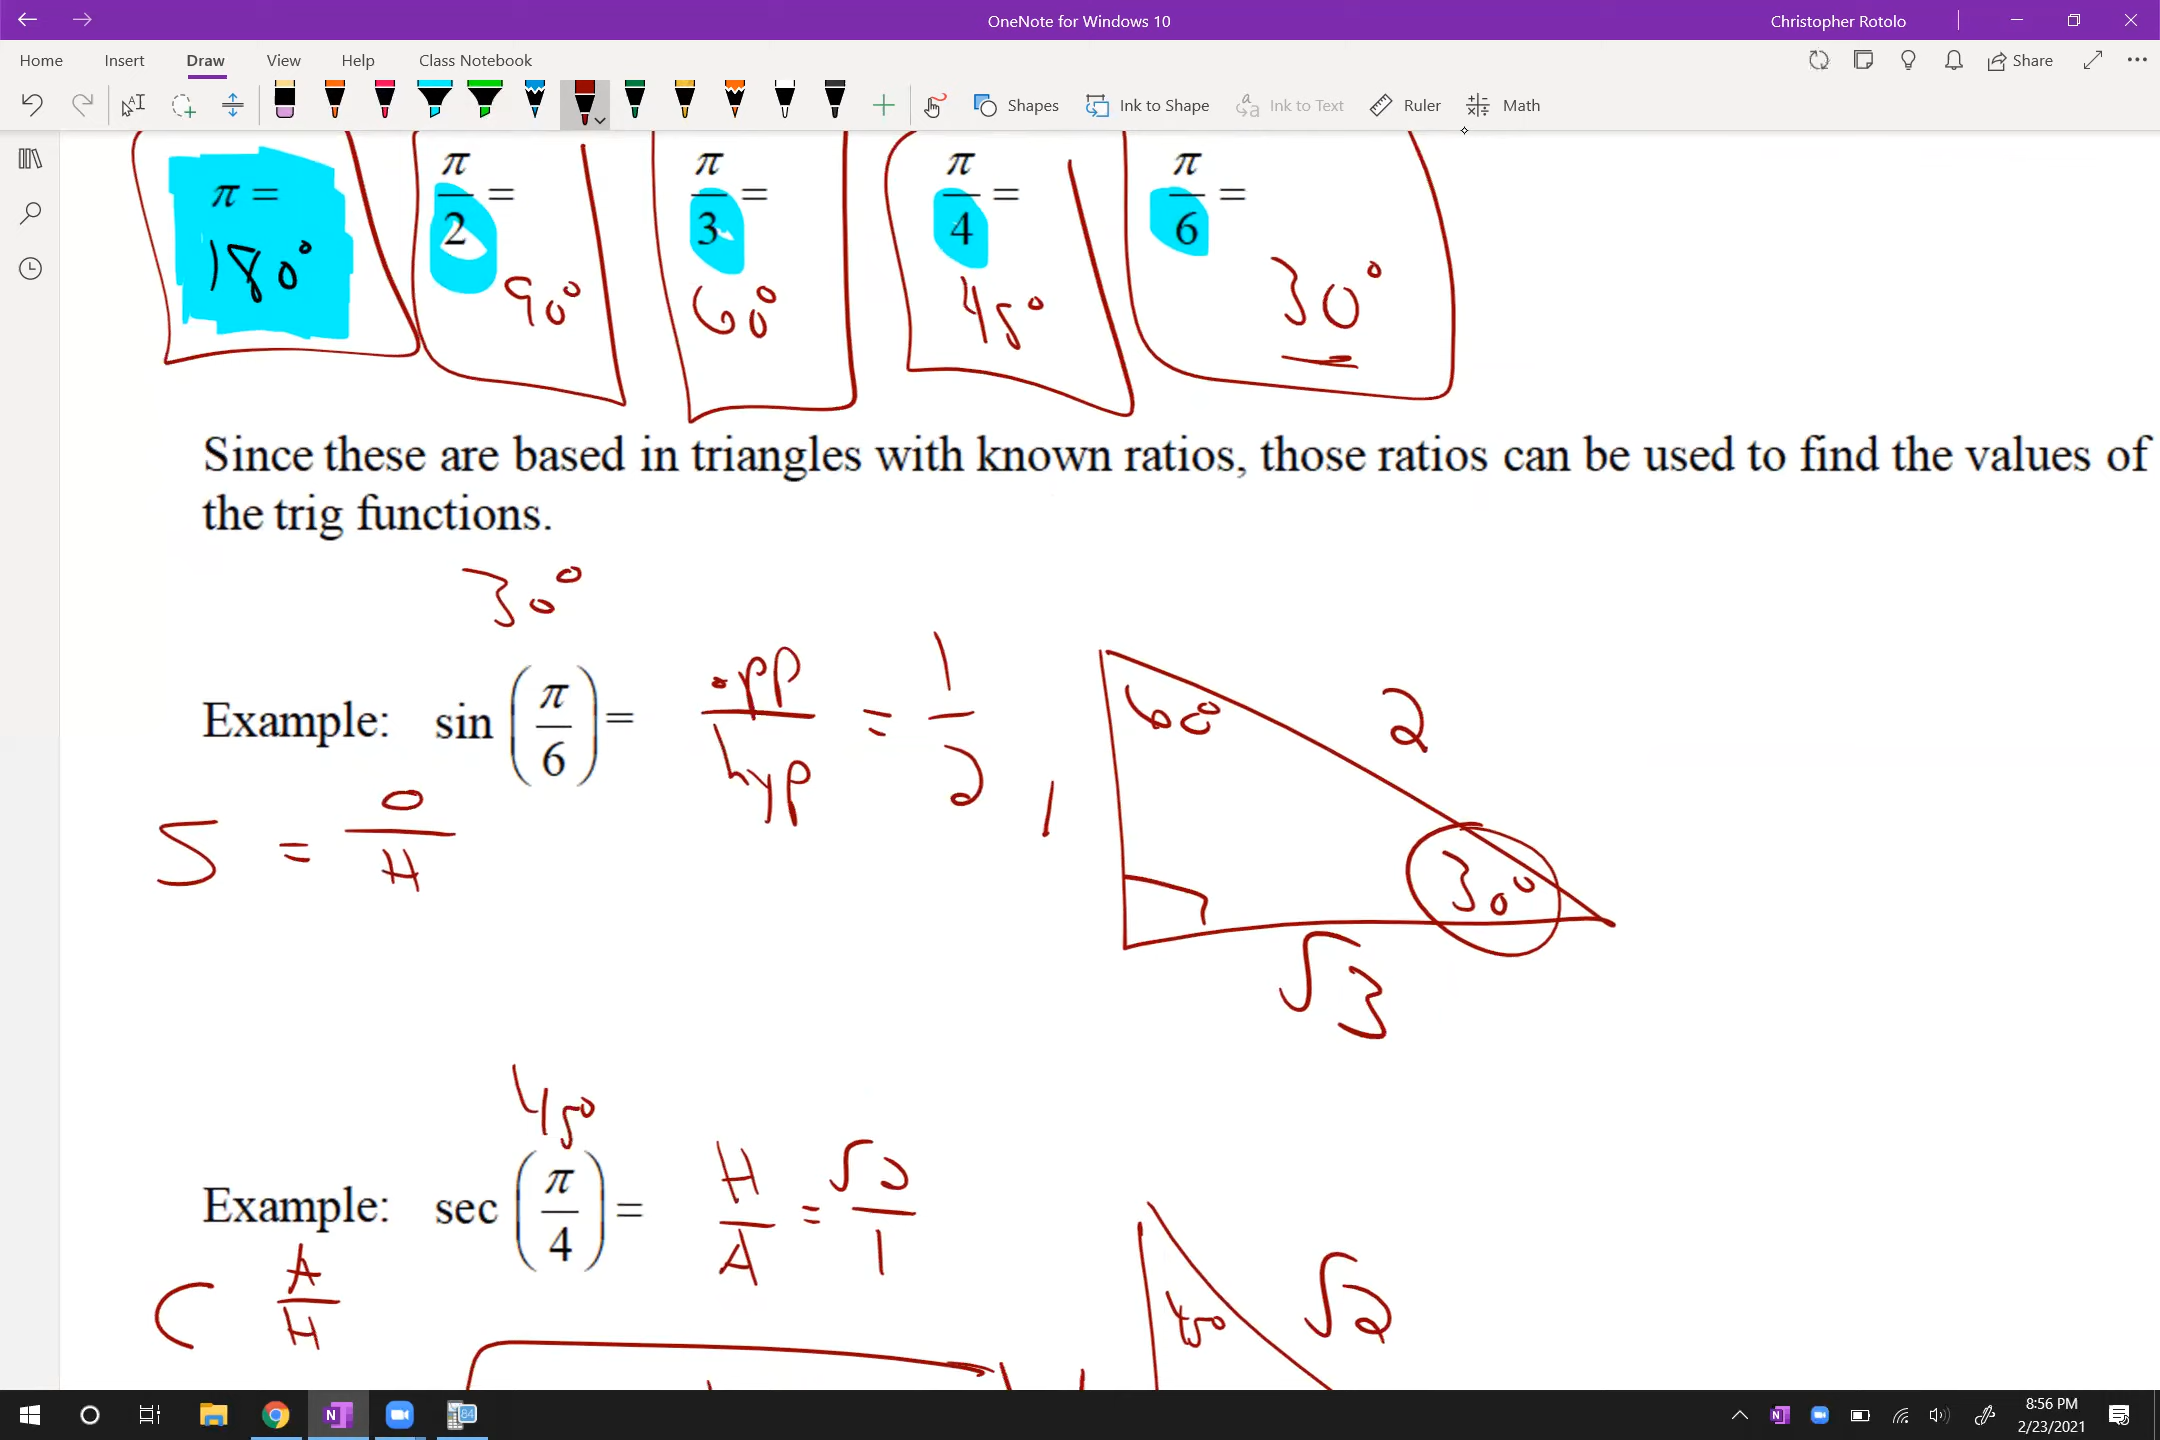 OneNote for Windows 10
Christopher Rotolo
Home Insert Draw View Help Class Notebook
Share
Shapes Ink to Shape Ink to Text Ruler Math
π = π/2 = π/3 = π/4 = π/6 =
180° 90° 60° 45° 30°
Since these are based in triangles with known ratios, those ratios can be used to find the values of
the trig functions.
30°
Example: sin (π/6) = opp/hyp = 1/2
60° 2
S = O/H
1
30°
√3
45°
Example: sec (π/4) = H/A = √2/1
C A/H
45° √2
84
8:56 PM
2/23/2021